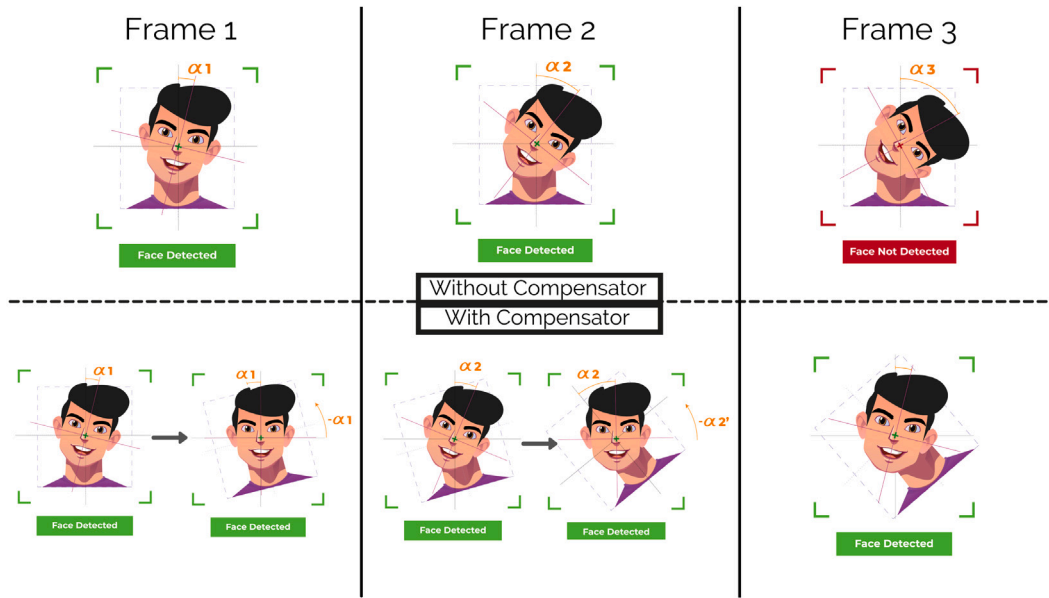 Frame 1
Frame 2
Frame 3
α1
α2
α3
Face Detected
Face Detected
Face Not Detected
Without Compensator
With Compensator
α1
α1
-α1
α2
α2
-α2'
Face Detected
Face Detected
Face Detected
Face Detected
Face Detected